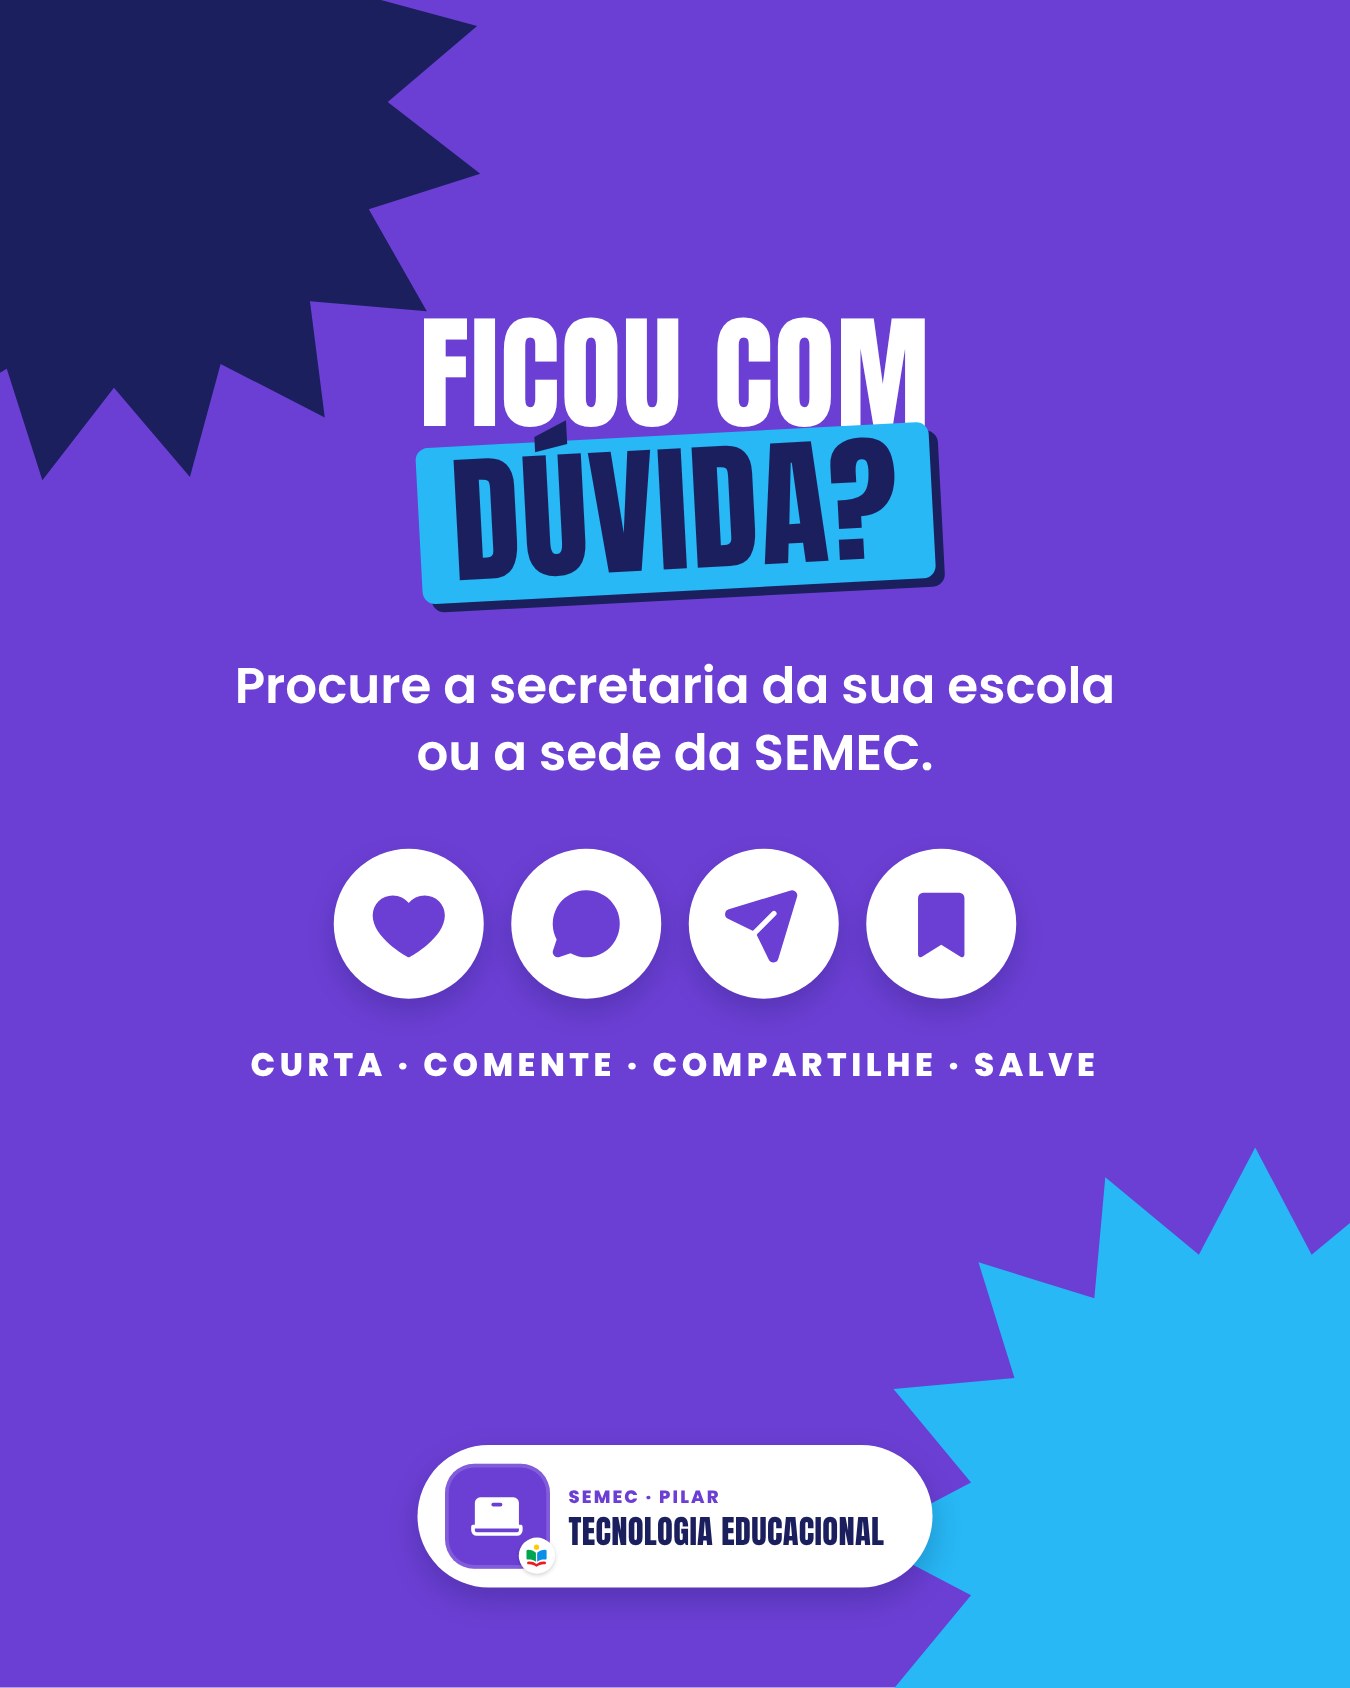 FICOU COM
DÚVIDA?
Procure a secretaria da sua escola
ou a sede da SEMEC.
CURTA · COMENTE · COMPARTILHE · SALVE
SEMEC · PILAR
TECNOLOGIA EDUCACIONAL